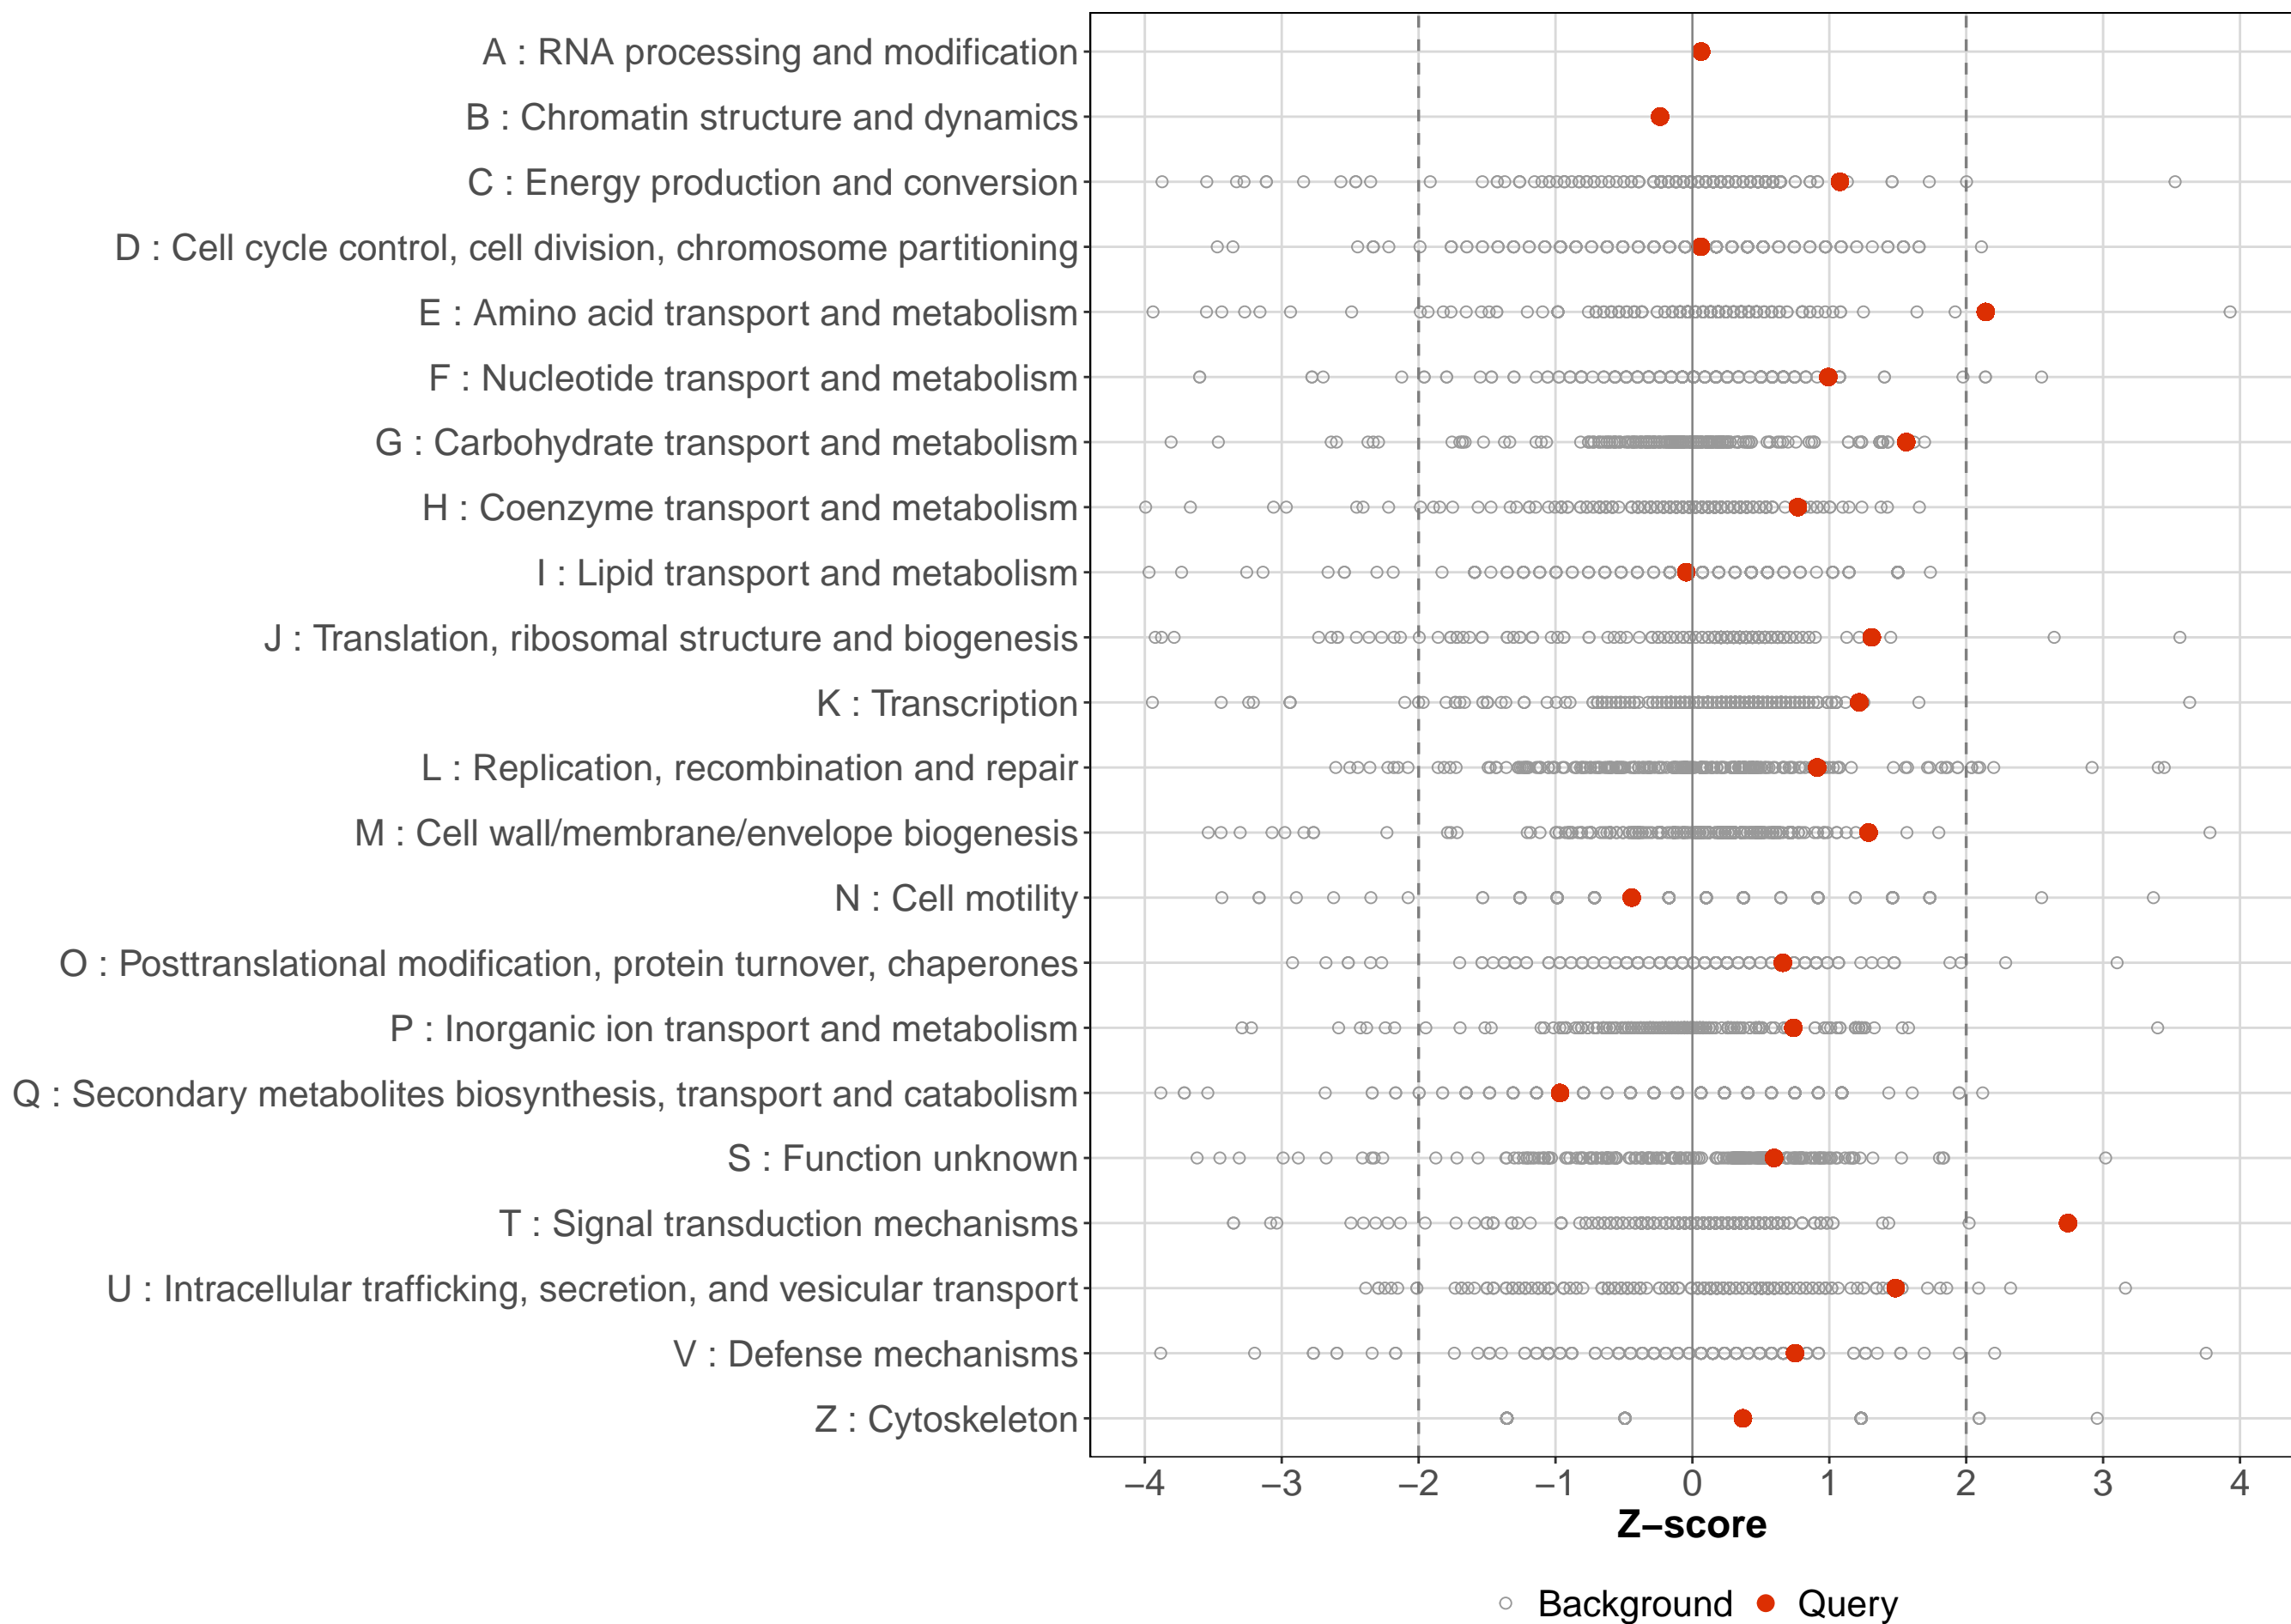 A : RNA processing and modification
B : Chromatin structure and dynamics
C : Energy production and conversion
D : Cell cycle control, cell division, chromosome partitioning
E : Amino acid transport and metabolism
F : Nucleotide transport and metabolism
G : Carbohydrate transport and metabolism
H : Coenzyme transport and metabolism
I : Lipid transport and metabolism
J : Translation, ribosomal structure and biogenesis
K : Transcription
L : Replication, recombination and repair
M : Cell wall/membrane/envelope biogenesis
N : Cell motility
O : Posttranslational modification, protein turnover, chaperones
P : Inorganic ion transport and metabolism
Q : Secondary metabolites biosynthesis, transport and catabolism
S : Function unknown
T : Signal transduction mechanisms
U : Intracellular trafficking, secretion, and vesicular transport
V : Defense mechanisms
Z : Cytoskeleton
−4 −3 −2 −1 0 1 2 3 4
Z−score
Background Query